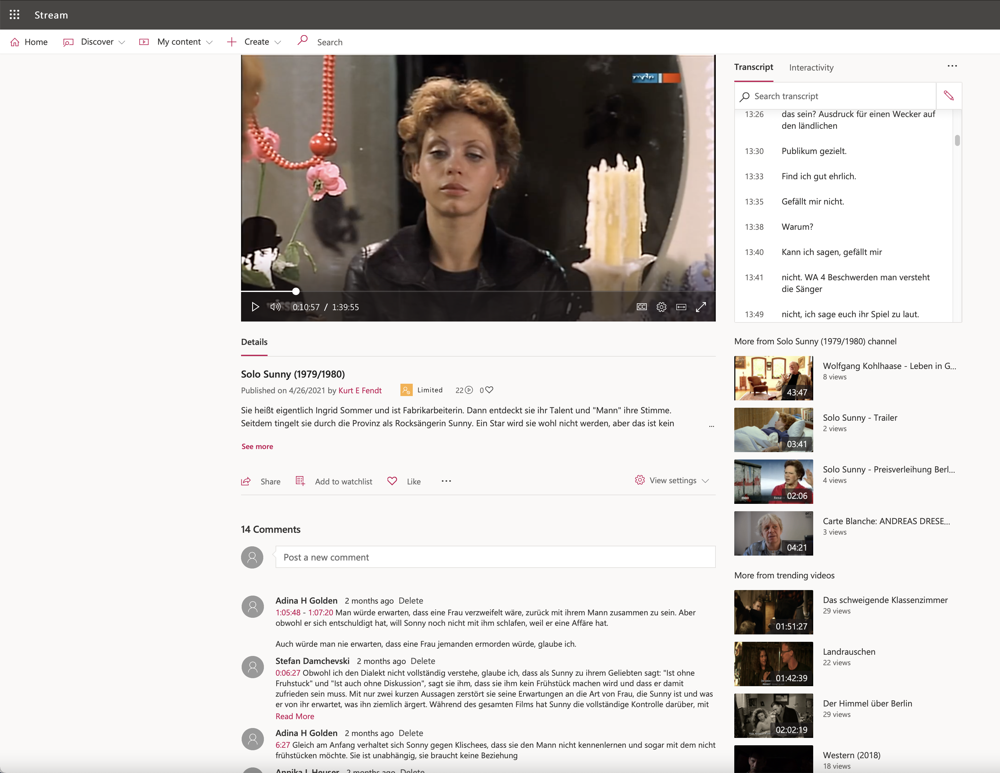 Stream
Home
Discover
My content
Create
Search
mdr
0:10:57 / 1:39:55
CC
Transcript
Interactivity
Search transcript
13:26
das sein? Ausdruck für einen Wecker auf
den ländlichen
13:30
Publikum gezielt.
13:33
Find ich gut ehrlich.
13:35
Gefällt mir nicht.
13:38
Warum?
13:40
Kann ich sagen, gefällt mir
13:41
nicht. WA 4 Beschwerden man versteht
die Sänger
13:49
nicht, ich sage euch ihr Spiel zu laut.
Details
Solo Sunny (1979/1980)
Published on 4/26/2021 by Kurt E Fendt
Limited
22
0
Sie heißt eigentlich Ingrid Sommer und ist Fabrikarbeiterin. Dann entdeckt sie ihr Talent und "Mann" ihre Stimme.
Seitdem tingelt sie durch die Provinz als Rocksängerin Sunny. Ein Star wird sie wohl nicht werden, aber das ist kein
...
See more
Share
Add to watchlist
Like
View settings
14 Comments
Post a new comment
Adina H Golden 2 months ago Delete
1:05:48 - 1:07:20 Man würde erwarten, dass eine Frau verzweifelt wäre, zurück mit ihrem Mann zusammen zu sein. Aber
obwohl er sich entschuldigt hat, will Sonny noch nicht mit ihm schlafen, weil er eine Affäre hat.
Auch würde man nie erwarten, dass eine Frau jemanden ermorden würde, glaube ich.
Stefan Damchevski 2 months ago Delete
0:06:27 Obwohl ich den Dialekt nicht vollständig verstehe, glaube ich, dass als Sunny zu ihrem Geliebten sagt: "Ist ohne
Fruhstuck" und "Ist auch ohne Diskussion", sagt sie ihm, dass sie ihm kein Frühstück machen wird und dass er damit
zufrieden sein muss. Mit nur zwei kurzen Aussagen zerstört sie seine Erwartungen an die Art von Frau, die Sunny ist und was
er von ihr erwartet, was ihn ziemlich ärgert. Während des gesamten Films hat Sunny die vollständige Kontrolle darüber, mit
Read More
Adina H Golden 2 months ago Delete
6:27 Gleich am Anfang verhaltet sich Sonny gegen Klischees, dass sie den Mann nicht kennenlernen und sogar mit dem nicht
frühstücken möchte. Sie ist unabhängig, sie braucht keine Beziehung
Annika L Heuser 2 months ago Delete
More from Solo Sunny (1979/1980) channel
43:47
Wolfgang Kohlhaase - Leben in G...
8 views
03:41
Solo Sunny - Trailer
2 views
1980
02:06
Solo Sunny - Preisverleihung Berl...
4 views
04:21
Carte Blanche: ANDREAS DRESE...
3 views
More from trending videos
01:51:27
Das schweigende Klassenzimmer
29 views
01:42:39
Landrauschen
22 views
02:02:19
Der Himmel über Berlin
29 views
Western (2018)
18 views